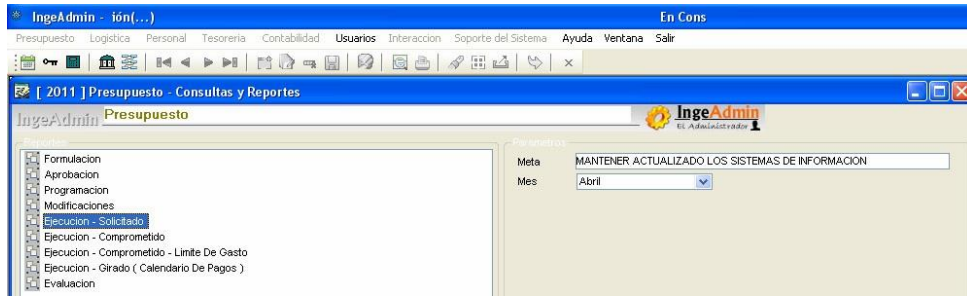 IngeAdmin - ión(...) En Cons
Presupuesto Logistica Personal Tesoreria Contabilidad Usuarios Interaccion Soporte del Sistema Ayuda Ventana Salir
[ 2011 ] Presupuesto - Consultas y Reportes
IngeAdmin Presupuesto IngeAdmin
El Administrador
Reportes Parametros
Formulacion
Aprobacion
Programacion
Modificaciones
Ejecucion - Solicitado
Ejecucion - Comprometido
Ejecucion - Comprometido - Limite De Gasto
Ejecucion - Girado ( Calendario De Pagos )
Evaluacion
Meta MANTENER ACTUALIZADO LOS SISTEMAS DE INFORMACION
Mes Abril